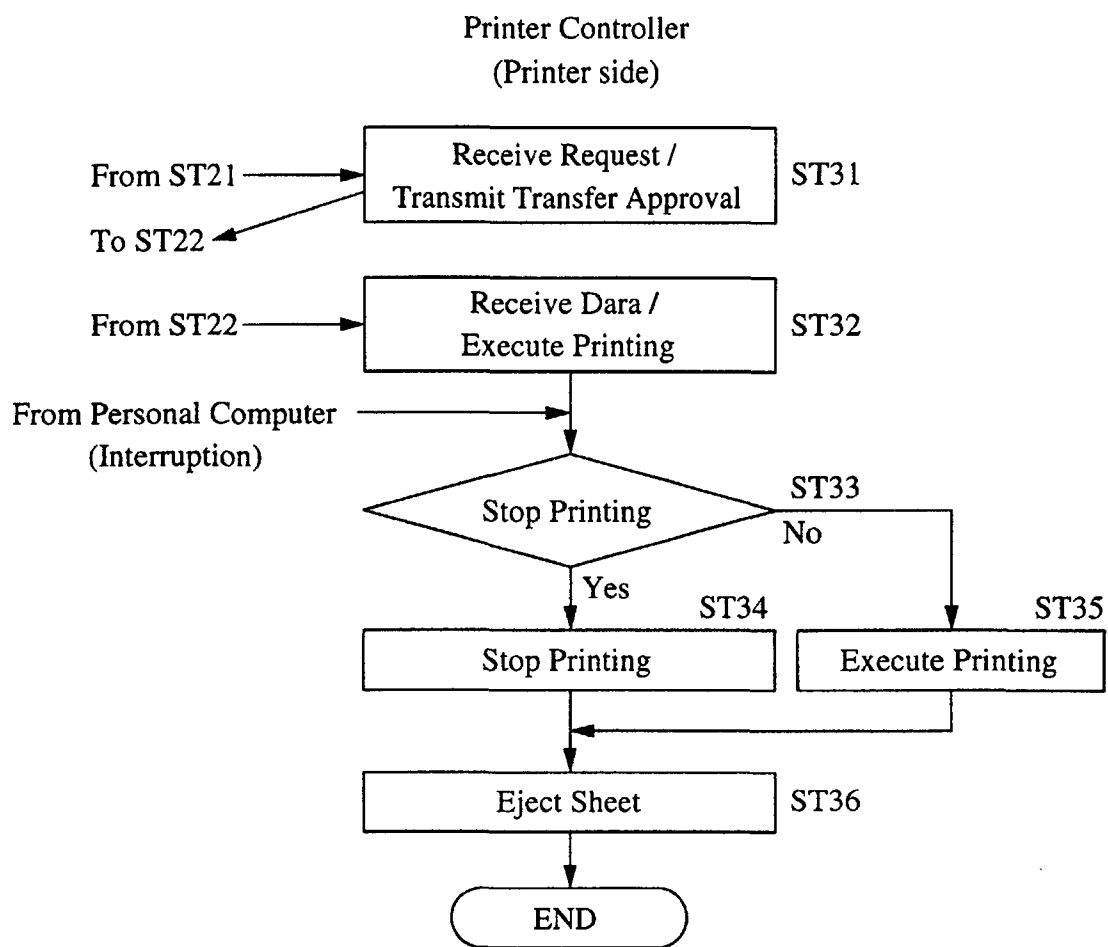 Printer Controller
(Printer side)
From ST21
Receive Request /
Transmit Transfer Approval
ST31
To ST22
From ST22
Receive Dara /
Execute Printing
ST32
From Personal Computer
(Interruption)
Stop Printing
ST33
No
Yes
ST34
Stop Printing
ST35
Execute Printing
Eject Sheet
ST36
END